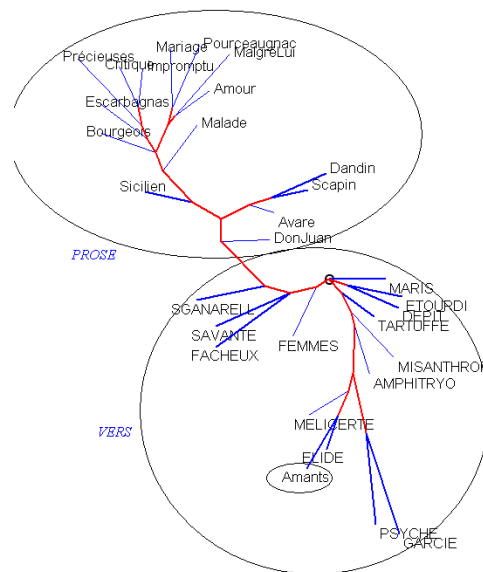 Mariage
Pourceaugnac
Précieuses
MalgreLui
Critique
Impromptu
Amour
Escarbagnas
Malade
Bourgeois
Dandin
Sicilien
Scapin
Avare
DonJuan
PROSE
MARIS
SGANARELL
ETOURDI
DEPIT
TARTUFFE
SAVANTE
FEMMES
FACHEUX
MISANTHRO
AMPHITRYO
MELICERTE
VERS
ELIDE
Amants
PSYCHE
GARCIE